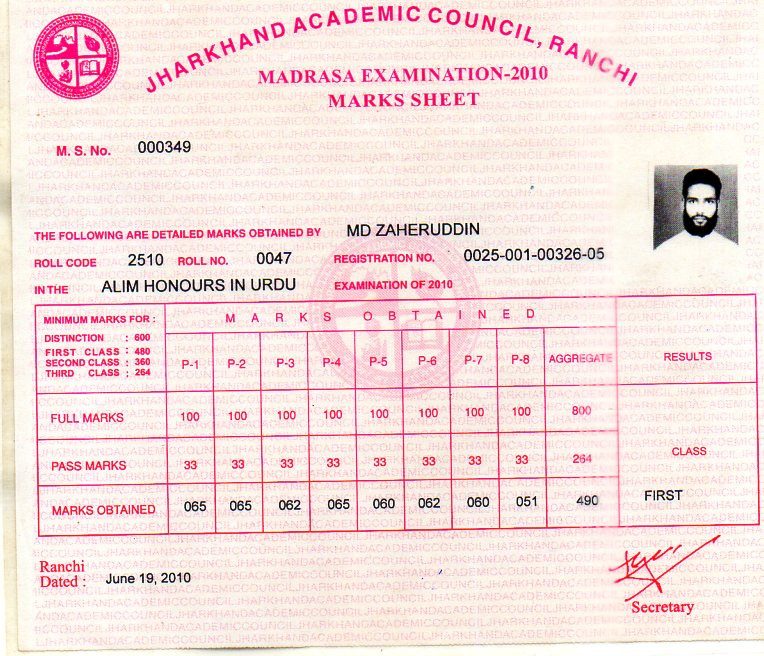 JHARKHAND ACADEMIC COUNCIL, RANCHI
MADRASA EXAMINATION-2010
MARKS SHEET
M. S. No. 000349
THE FOLLOWING ARE DETAILED MARKS OBTAINED BY MD ZAHERUDDIN
ROLL CODE 2510 ROLL NO. 0047 REGISTRATION NO. 0025-001-00326-05
IN THE ALIM HONOURS IN URDU EXAMINATION OF 2010
MINIMUM MARKS FOR : MARKS OBTAINED
DISTINCTION : 600
FIRST CLASS : 480
SECOND CLASS : 360
THIRD CLASS : 264
P-1 P-2 P-3 P-4 P-5 P-6 P-7 P-8 AGGREGATE RESULTS
FULL MARKS 100 100 100 100 100 100 100 100 800
PASS MARKS 33 33 33 33 33 33 33 33 264 CLASS
MARKS OBTAINED 065 065 062 065 060 062 060 051 490 FIRST
Ranchi
Dated : June 19, 2010
Secretary